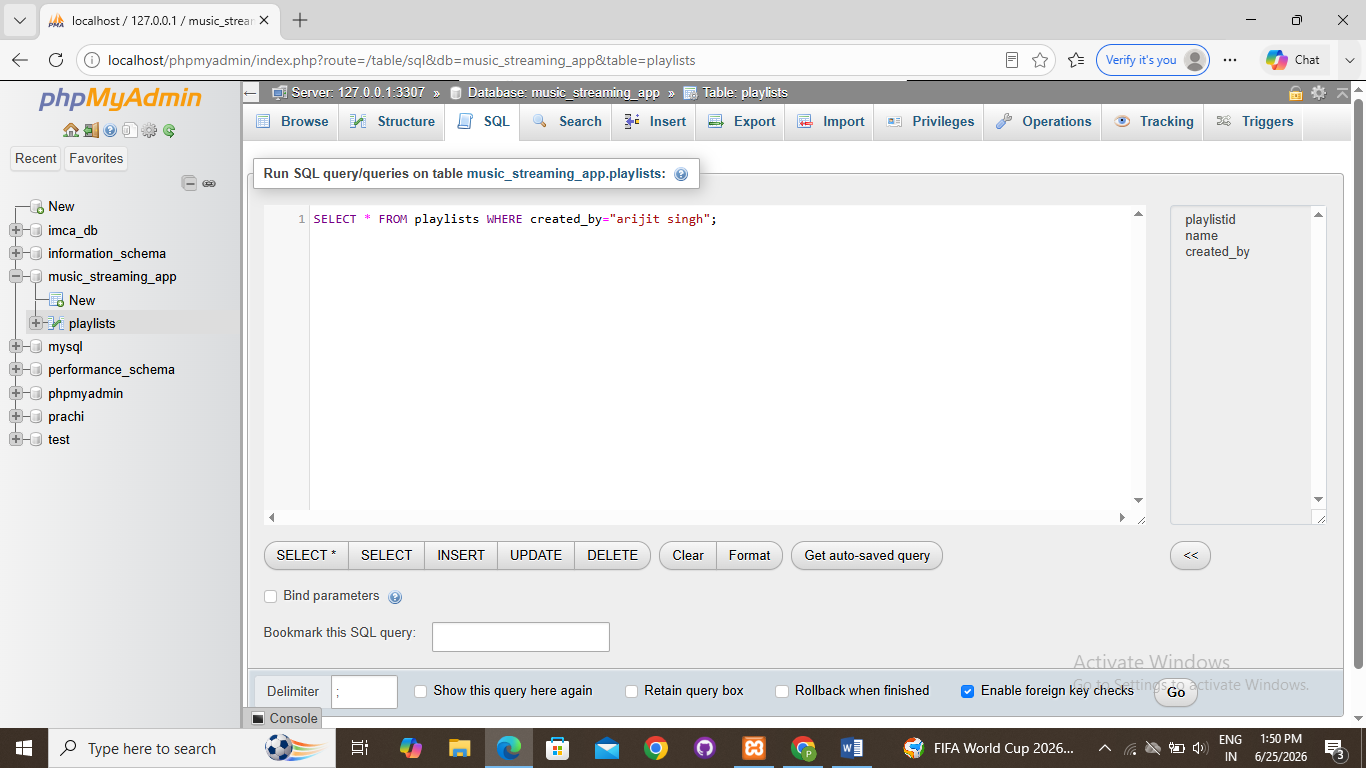 localhost / 127.0.0.1 / music_strear
localhost/phpmyadmin/index.php?route=/table/sql&db=music_streaming_app&table=playlists
Verify it's you
Chat
phpMyAdmin
Recent
Favorites
New
imca_db
information_schema
music_streaming_app
New
playlists
mysql
performance_schema
phpmyadmin
prachi
test
Server: 127.0.0.1:3307 » Database: music_streaming_app » Table: playlists
Browse
Structure
SQL
Search
Insert
Export
Import
Privileges
Operations
Tracking
Triggers
Run SQL query/queries on table music_streaming_app.playlists:
1 SELECT * FROM playlists WHERE created_by="arijit singh";
playlistid
name
created_by
SELECT *
SELECT
INSERT
UPDATE
DELETE
Clear
Format
Get auto-saved query
<<
Bind parameters
Bookmark this SQL query:
Activate Windows
Go to Settings to activate Windows.
Delimiter
;
Show this query here again
Retain query box
Rollback when finished
Enable foreign key checks
Go
Console
Type here to search
FIFA World Cup 2026...
ENG
IN
1:50 PM
6/25/2026
3